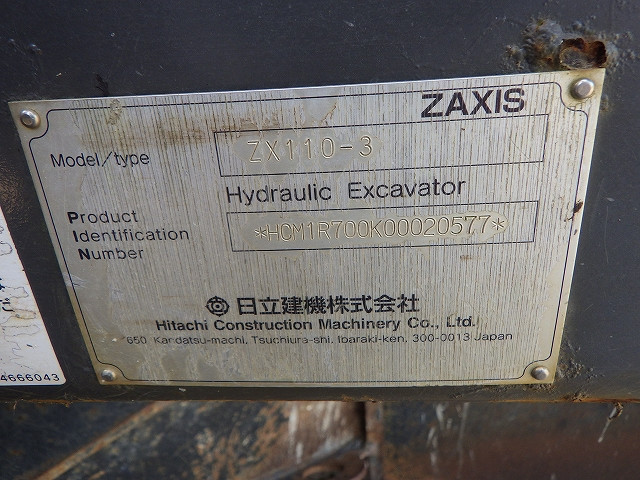 ZAXIS
Model/type
ZX110-3
Hydraulic Excavator
Product
Identification
Number
*HCM1R700K00020577*
日立建機株式会社
Hitachi Construction Machinery Co., Ltd.
650 Kandatsu-machi, Tsuchiura-shi, Ibaraki-ken, 300-0013 Japan
4666043